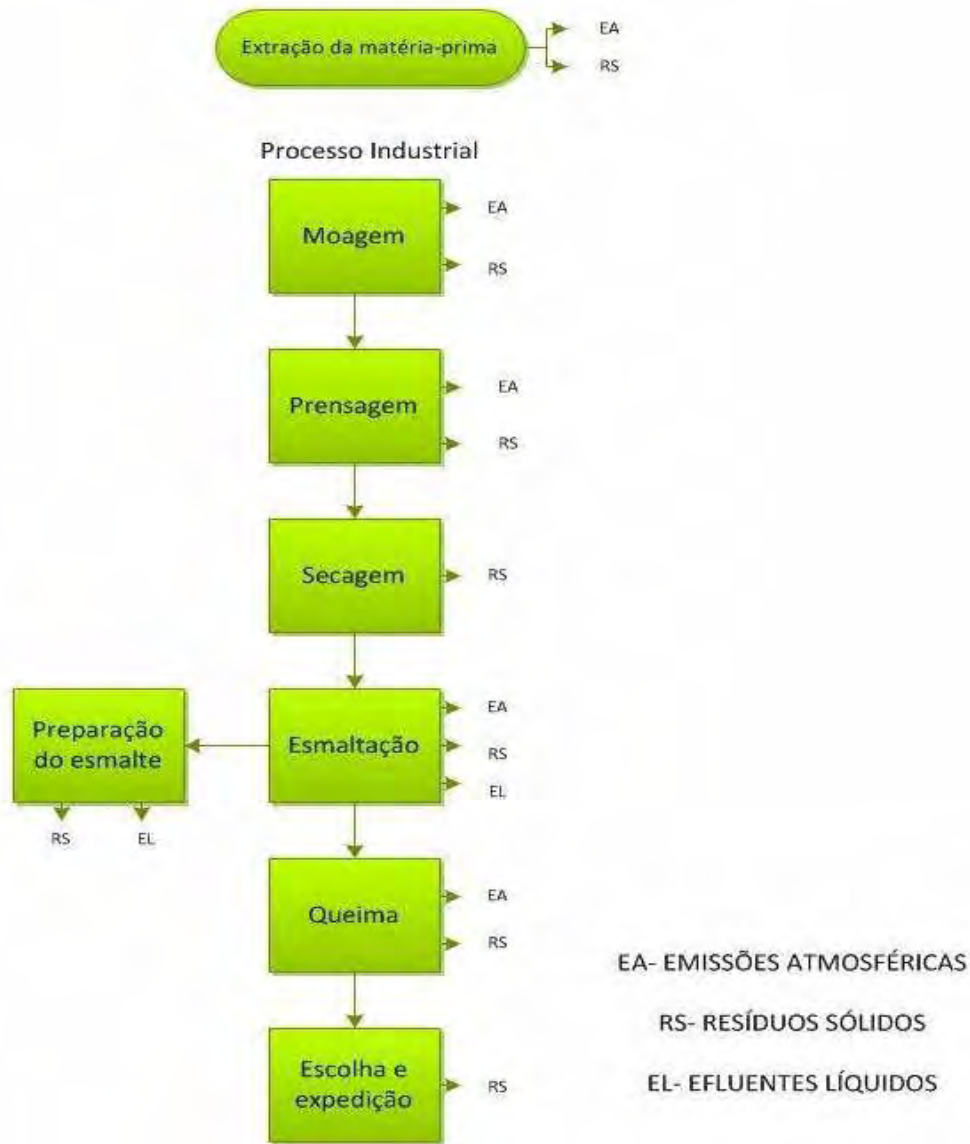 Extração da matéria-prima
EA
RS
Processo Industrial
Moagem
EA
RS
Prensagem
EA
RS
Secagem
RS
Preparação
do esmalte
RS
EL
Esmaltação
EA
RS
EL
Queima
EA
RS
Escolha e
expedição
RS
EA- EMISSÕES ATMOSFÉRICAS
RS- RESÍDUOS SÓLIDOS
EL- EFLUENTES LÍQUIDOS